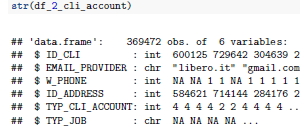 str(df_2_cli_account)
## 'data.frame': 369472 obs. of 6 variables:
## $ ID_CLI : int 600125 729642 304639 2
## $ EMAIL_PROVIDER : chr "libero.it" "gmail.com
## $ W_PHONE : int NA NA 1 1 NA 1 1 1 1 1
## $ ID_ADDRESS : int 584621 714144 284176 2
## $ TYP_CLI_ACCOUNT: int 4 4 4 4 2 2 4 4 4 4 ..
## $ TYP_JOB : chr NA NA NA NA ...